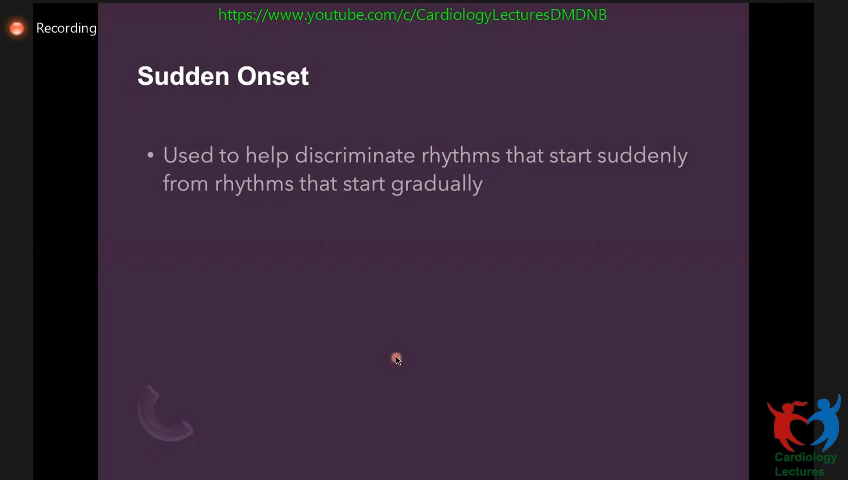 https://www.youtube.com/c/CardiologyLecturesDMDNB
Recording
Sudden Onset
• Used to help discriminate rhythms that start suddenly
from rhythms that start gradually
Cardiology
Lectures